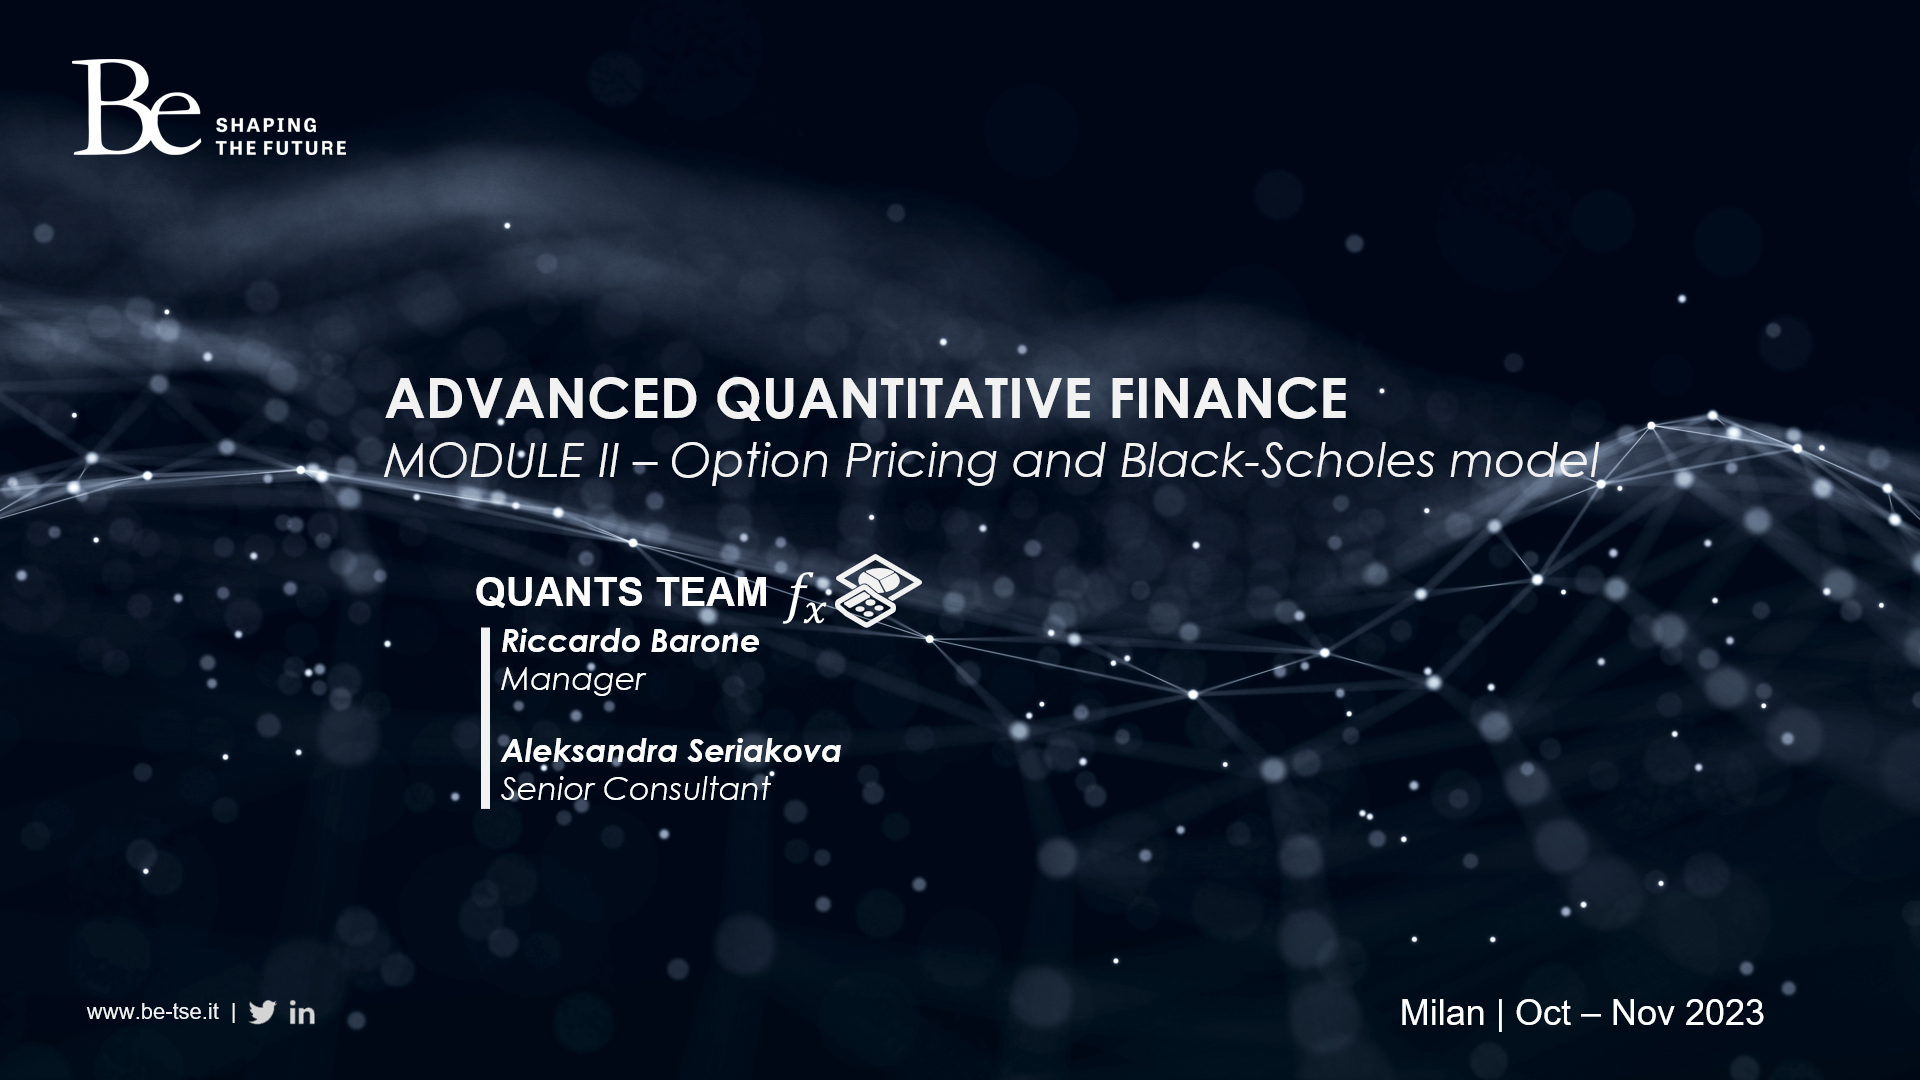 Be SHAPING
THE FUTURE
ADVANCED QUANTITATIVE FINANCE
MODULE II – Option Pricing and Black-Scholes model
QUANTS TEAM fx
Riccardo Barone
Manager
Aleksandra Seriakova
Senior Consultant
www.be-tse.it | in
Milan | Oct – Nov 2023